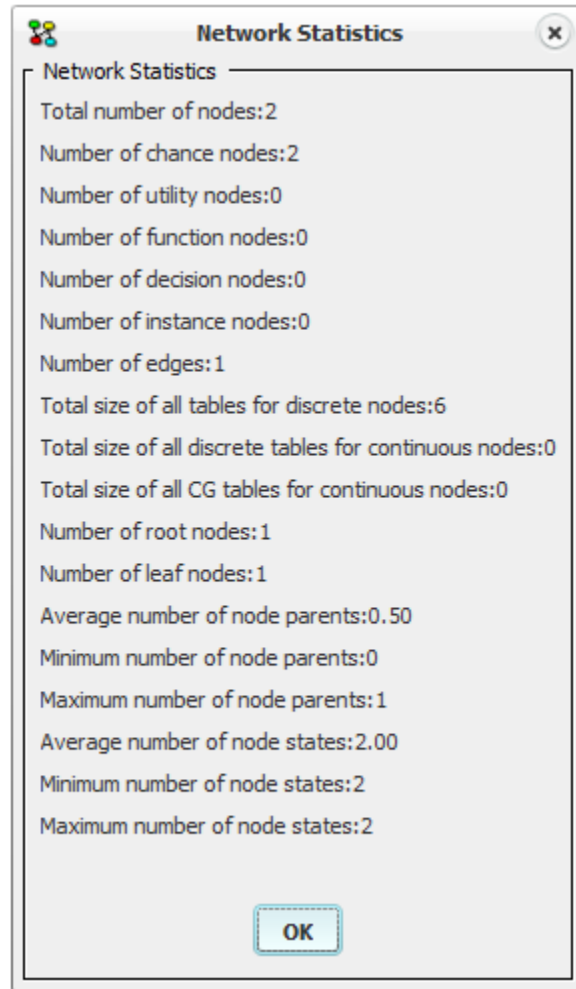 Network Statistics
Network Statistics
Total number of nodes:2
Number of chance nodes:2
Number of utility nodes:0
Number of function nodes:0
Number of decision nodes:0
Number of instance nodes:0
Number of edges:1
Total size of all tables for discrete nodes:6
Total size of all discrete tables for continuous nodes:0
Total size of all CG tables for continuous nodes:0
Number of root nodes:1
Number of leaf nodes:1
Average number of node parents:0.50
Minimum number of node parents:0
Maximum number of node parents:1
Average number of node states:2.00
Minimum number of node states:2
Maximum number of node states:2
OK